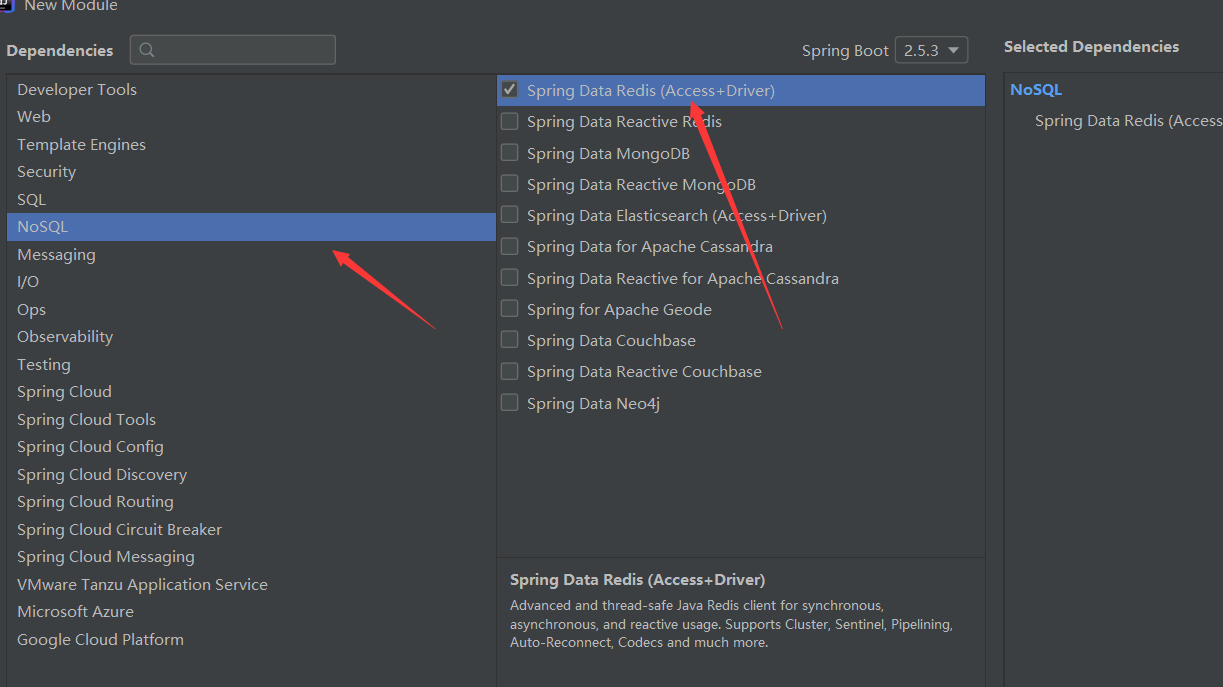 New Module
Dependencies
Spring Boot 2.5.3
Selected Dependencies
Developer Tools
Web
Template Engines
Security
SQL
NoSQL
Messaging
I/O
Ops
Observability
Testing
Spring Cloud
Spring Cloud Tools
Spring Cloud Config
Spring Cloud Discovery
Spring Cloud Routing
Spring Cloud Circuit Breaker
Spring Cloud Messaging
VMware Tanzu Application Service
Microsoft Azure
Google Cloud Platform
Spring Data Redis (Access+Driver)
Spring Data Reactive Redis
Spring Data MongoDB
Spring Data Reactive MongoDB
Spring Data Elasticsearch (Access+Driver)
Spring Data for Apache Cassandra
Spring Data Reactive for Apache Cassandra
Spring for Apache Geode
Spring Data Couchbase
Spring Data Reactive Couchbase
Spring Data Neo4j
Spring Data Redis (Access+Driver)
Advanced and thread-safe Java Redis client for synchronous,
asynchronous, and reactive usage. Supports Cluster, Sentinel, Pipelining,
Auto-Reconnect, Codecs and much more.
NoSQL
Spring Data Redis (Access